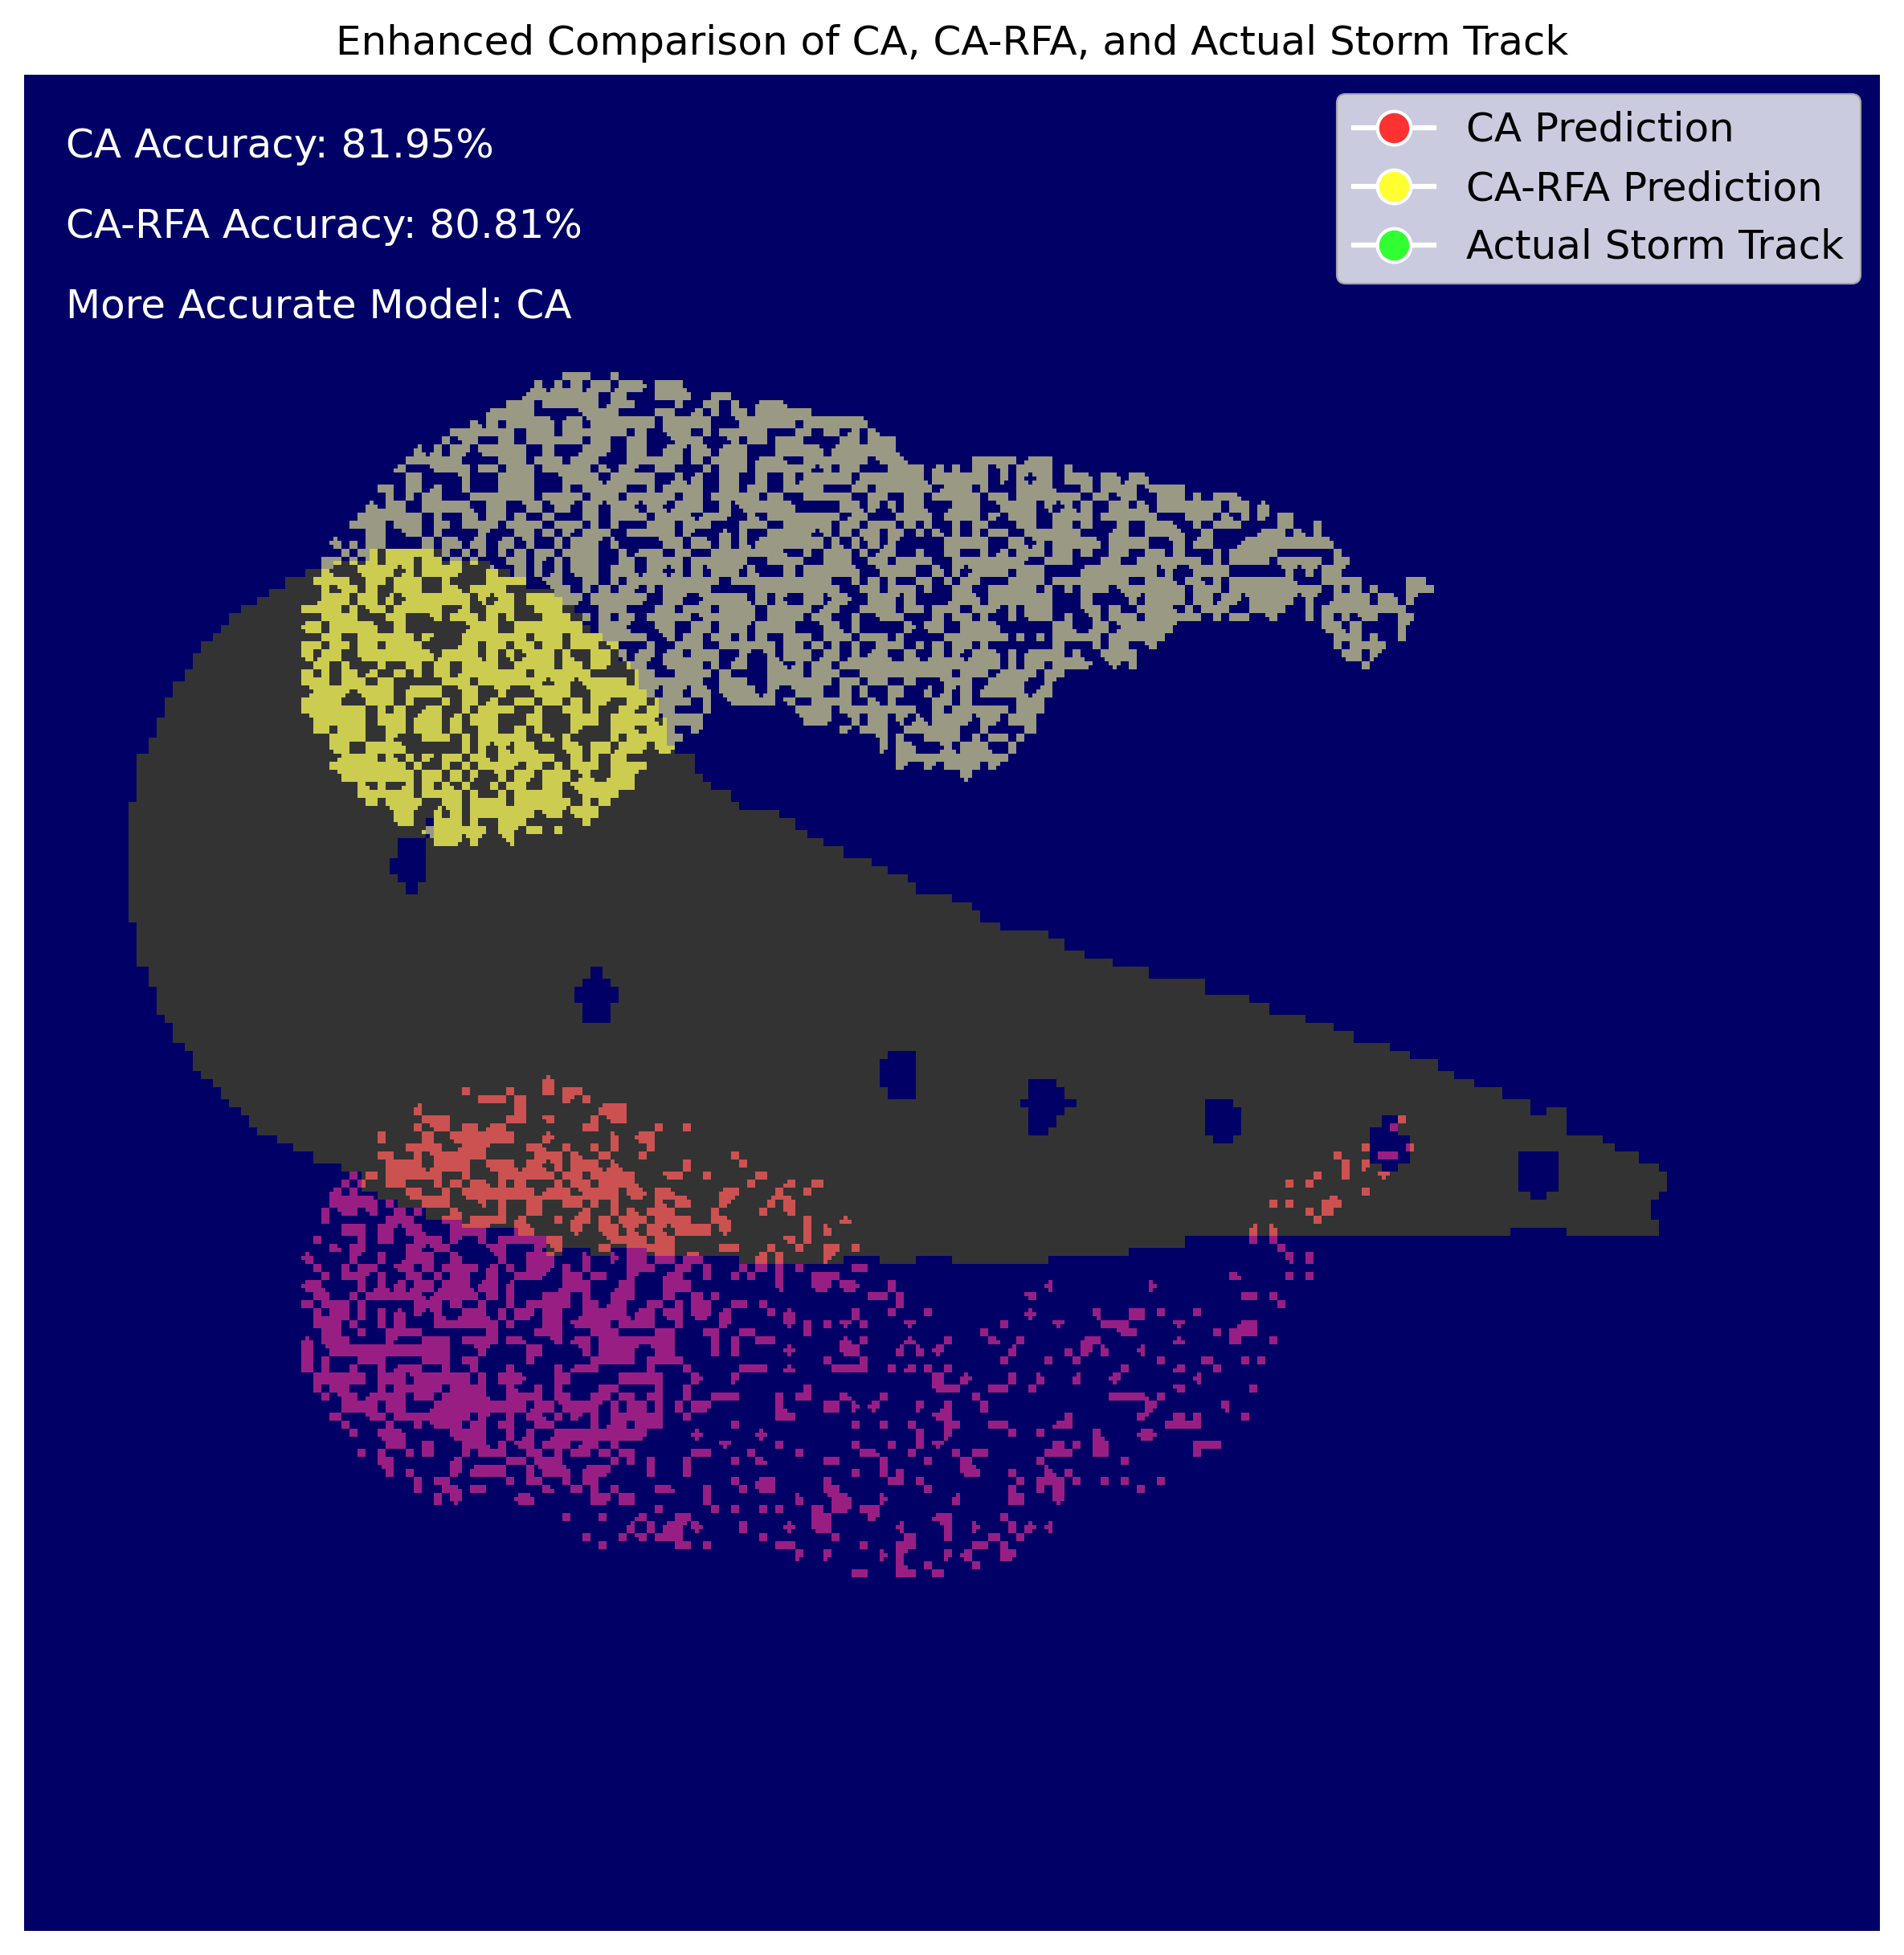 Enhanced Comparison of CA, CA-RFA, and Actual Storm Track
CA Accuracy: 81.95%
CA-RFA Accuracy: 80.81%
More Accurate Model: CA
CA Prediction
CA-RFA Prediction
Actual Storm Track